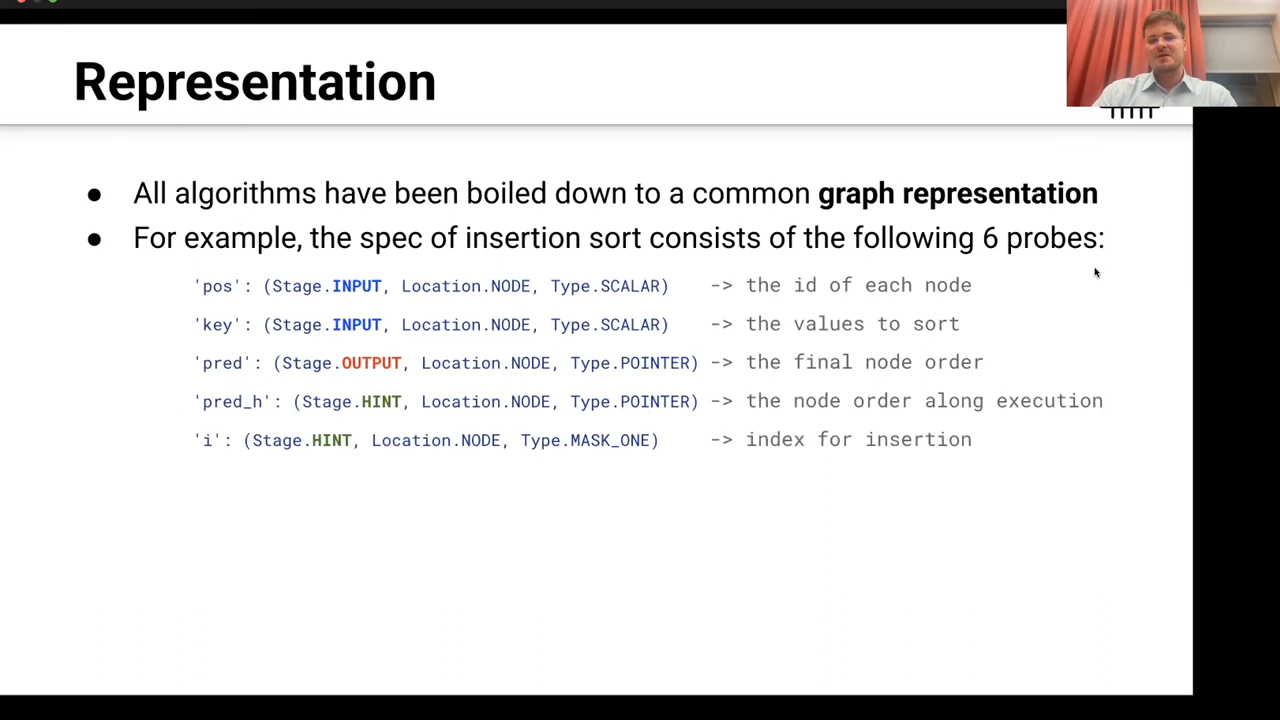 Representation
● All algorithms have been boiled down to a common graph representation
● For example, the spec of insertion sort consists of the following 6 probes:
'pos': (Stage.INPUT, Location.NODE, Type.SCALAR) -> the id of each node
'key': (Stage.INPUT, Location.NODE, Type.SCALAR) -> the values to sort
'pred': (Stage.OUTPUT, Location.NODE, Type.POINTER) -> the final node order
'pred_h': (Stage.HINT, Location.NODE, Type.POINTER) -> the node order along execution
'i': (Stage.HINT, Location.NODE, Type.MASK_ONE) -> index for insertion